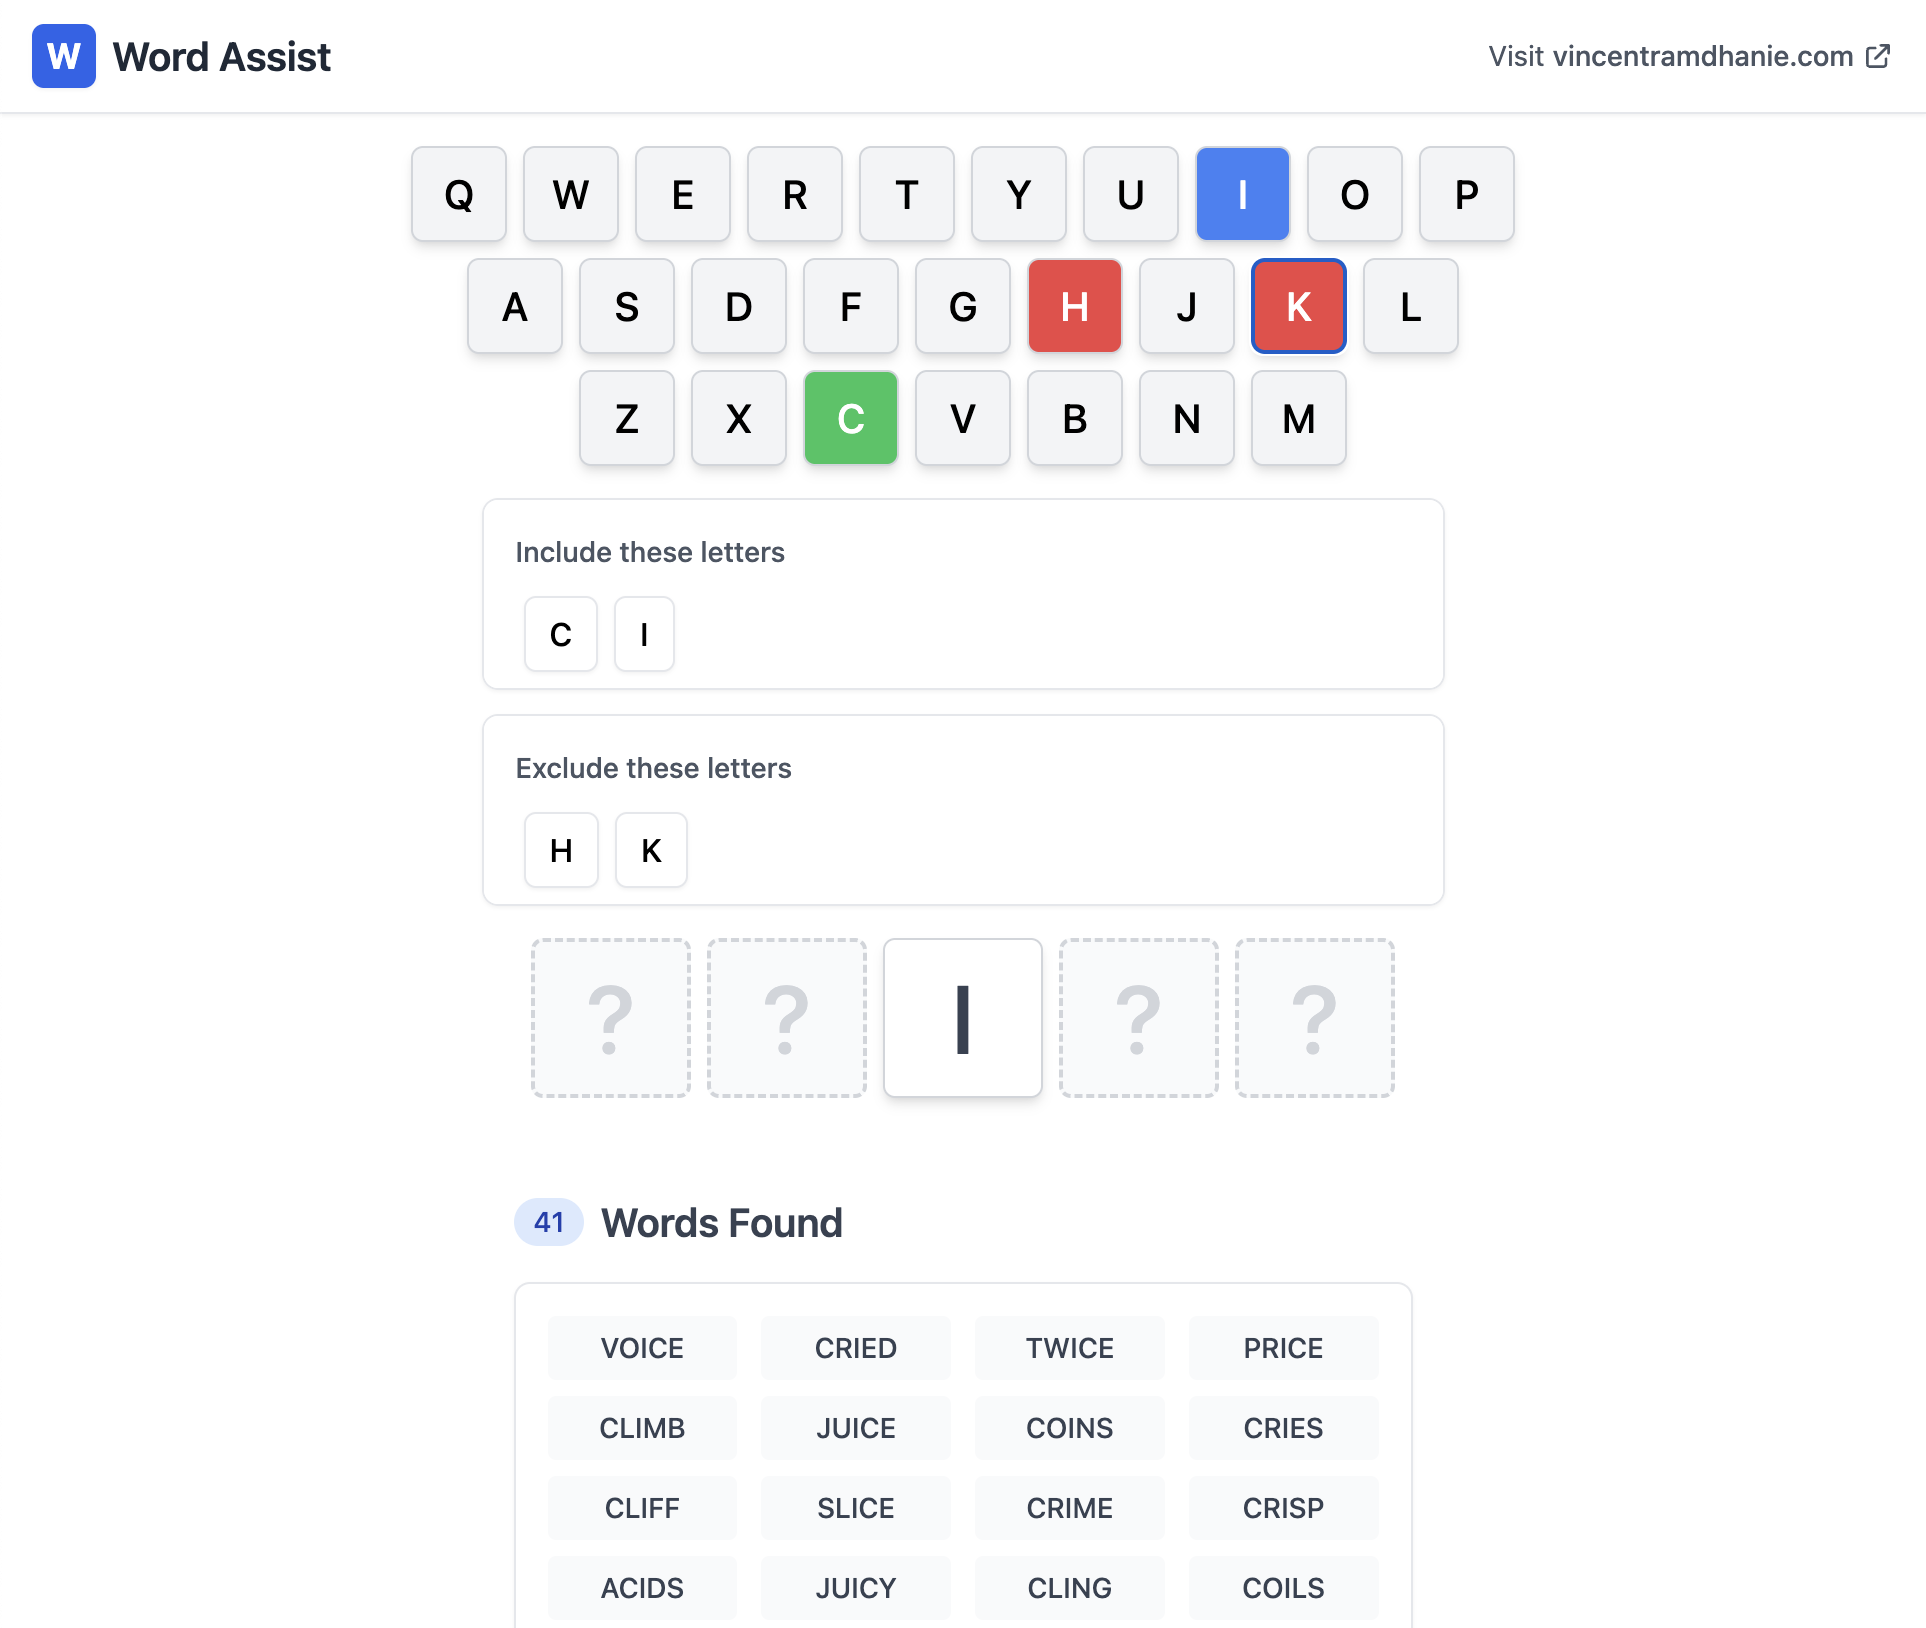 W Word Assist
Visit vincentramdhanie.com
Q W E R T Y U I O P
A S D F G H J K L
Z X C V B N M
Include these letters
C I
Exclude these letters
H K
? ? I ? ?
41 Words Found
VOICE CRIED TWICE PRICE
CLIMB JUICE COINS CRIES
CLIFF SLICE CRIME CRISP
ACIDS JUICY CLING COILS